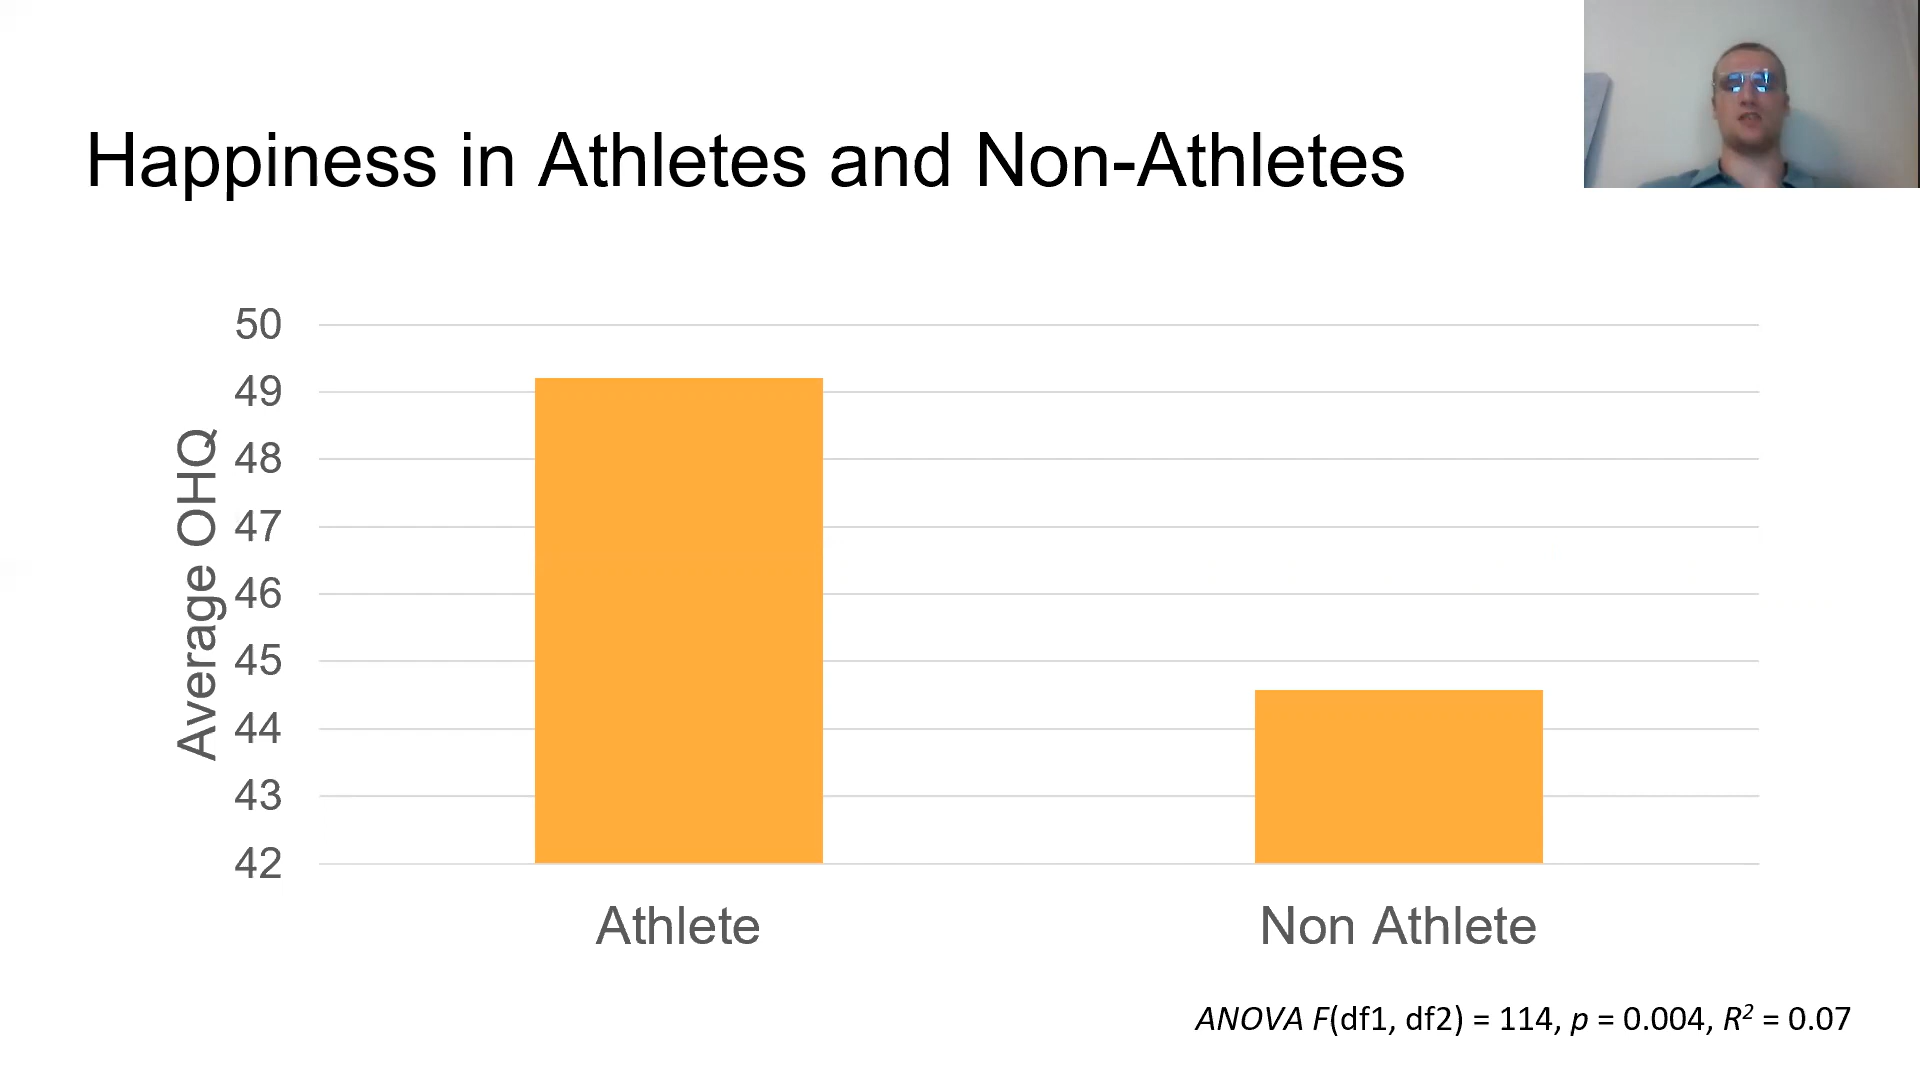 Happiness in Athletes and Non-Athletes
50
49
48
47
46
45
44
43
42
Average OHQ
Athlete
Non Athlete
ANOVA F(df1, df2) = 114, p = 0.004, R² = 0.07